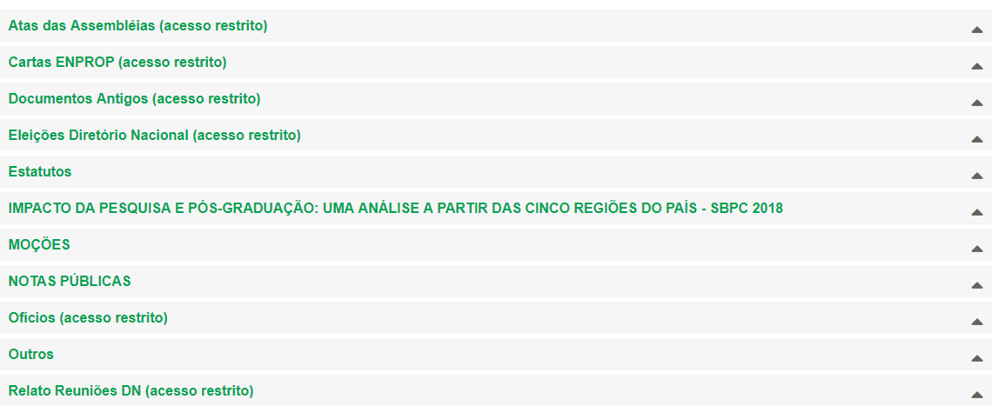 Atas das Assembléias (acesso restrito)
Cartas ENPROP (acesso restrito)
Documentos Antigos (acesso restrito)
Eleições Diretório Nacional (acesso restrito)
Estatutos
IMPACTO DA PESQUISA E PÓS-GRADUAÇÃO: UMA ANÁLISE A PARTIR DAS CINCO REGIÕES DO PAÍS - SBPC 2018
MOÇÕES
NOTAS PÚBLICAS
Ofícios (acesso restrito)
Outros
Relato Reuniões DN (acesso restrito)